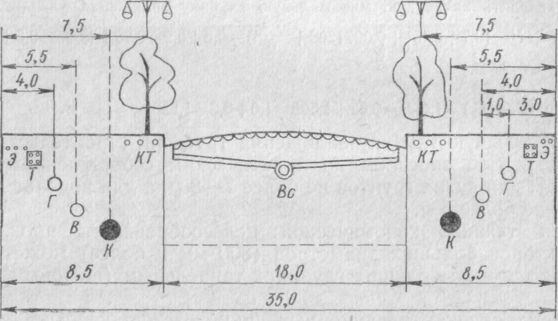 7,5 7,5
5,5 5,5
4,0 4,0
1,0 3,0
Э Т КТ КТ Т Э
Г В К Вс К В Г
8,5 18,0 8,5
35,0